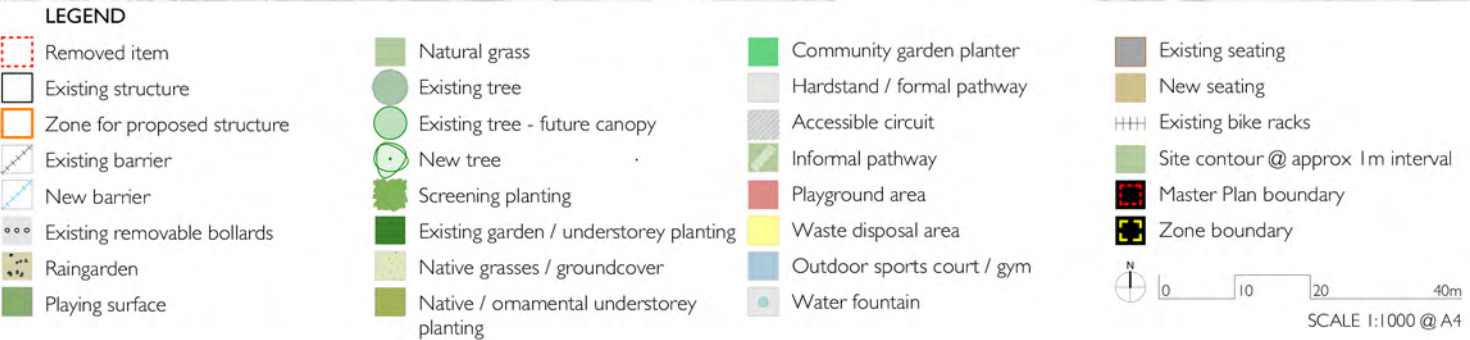 LEGEND
Removed item
Existing structure
Zone for proposed structure
Existing barrier
New barrier
Existing removable bollards
Raingarden
Playing surface
Natural grass
Existing tree
Existing tree - future canopy
New tree
Screening planting
Existing garden / understorey planting
Native grasses / groundcover
Native / ornamental understorey
planting
Community garden planter
Hardstand / formal pathway
Accessible circuit
Informal pathway
Playground area
Waste disposal area
Outdoor sports court / gym
Water fountain
Existing seating
New seating
Existing bike racks
Site contour @ approx 1m interval
Master Plan boundary
Zone boundary
N
0 10 20 40m
SCALE 1:1000 @ A4